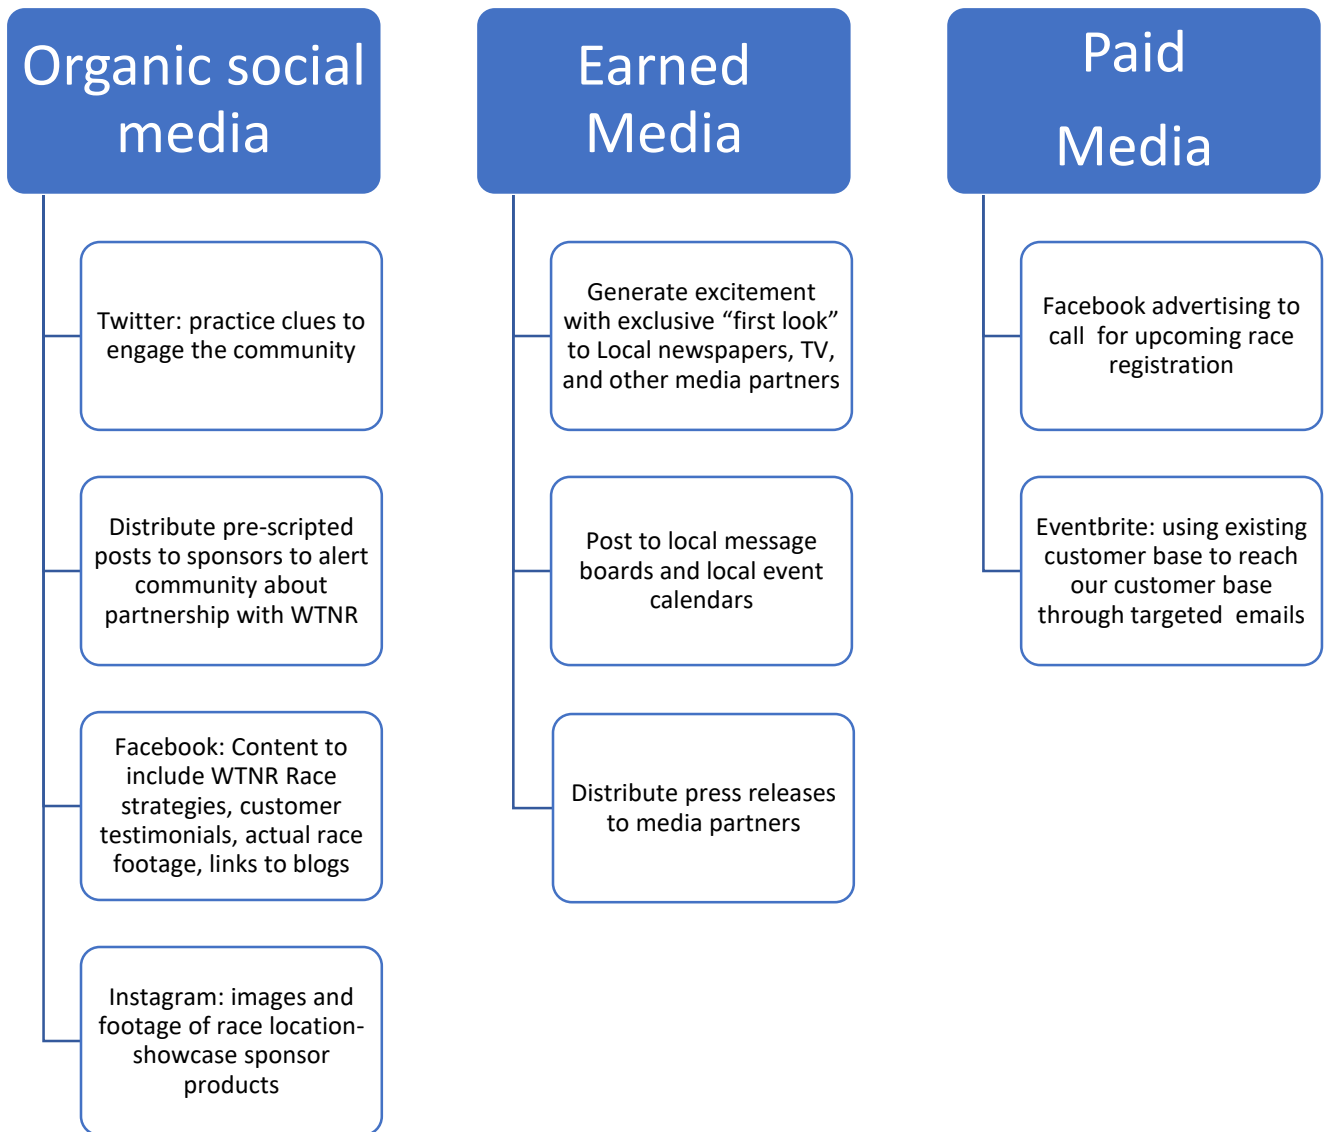 Organic social
media
Twitter: practice clues to
engage the community
Distribute pre-scripted
posts to sponsors to alert
community about
partnership with WTNR
Facebook: Content to
include WTNR Race
strategies, customer
testimonials, actual race
footage, links to blogs
Instagram: images and
footage of race location-
showcase sponsor
products
Earned
Media
Generate excitement
with exclusive “first look”
to Local newspapers, TV,
and other media partners
Post to local message
boards and local event
calendars
Distribute press releases
to media partners
Paid
Media
Facebook advertising to
call  for upcoming race
registration
Eventbrite: using existing
customer base to reach
our customer base
through targeted  emails